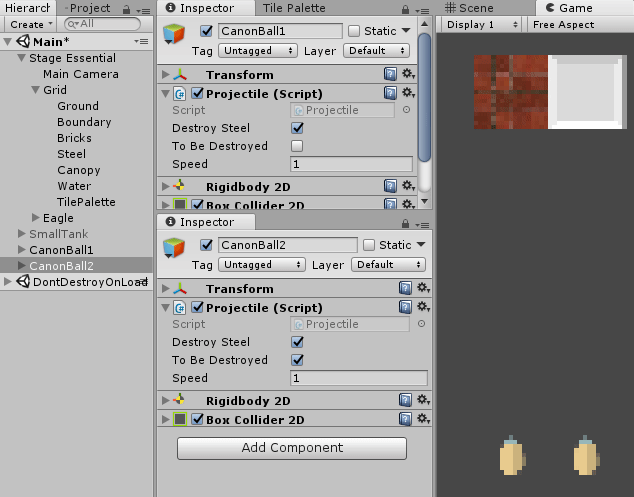 Hierarch
Project
Create
All
Main*
Stage Essential
Main Camera
Grid
Ground
Boundary
Bricks
Steel
Canopy
Water
TilePalette
Eagle
SmallTank
CanonBall1
CanonBall2
DontDestroyOnLoad
Inspector
Tile Palette
CanonBall1
Static
Tag Untagged Layer Default
Transform
Projectile (Script)
Script Projectile
Destroy Steel
To Be Destroyed
Speed 1
Rigidbody 2D
Box Collider 2D
Inspector
CanonBall2
Static
Tag Untagged Layer Default
Transform
Projectile (Script)
Script Projectile
Destroy Steel
To Be Destroyed
Speed 1
Rigidbody 2D
Box Collider 2D
Add Component
Scene
Game
Display 1
Free Aspect